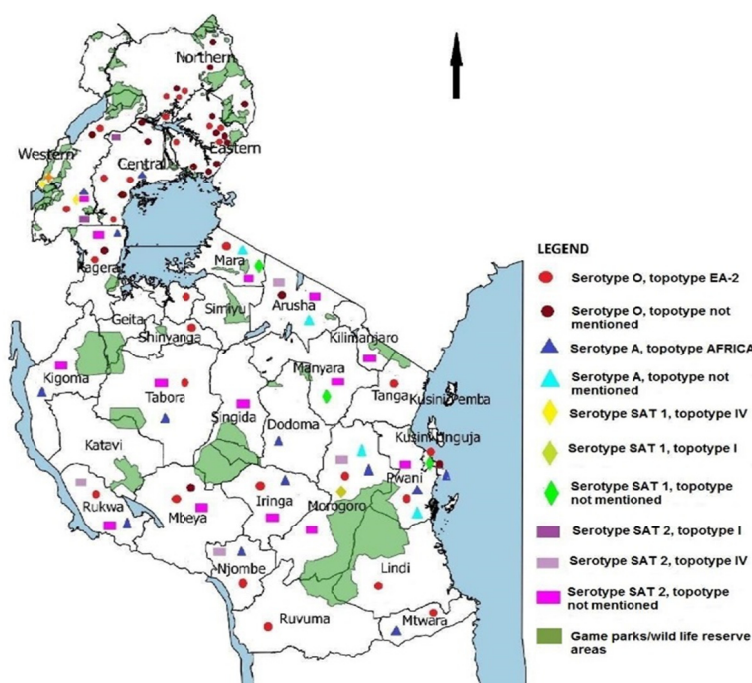 Northern
Western
Central
Eastern
Kagera
Mara
Geita
Simiyu
Arusha
Shinyanga
Kilimanjaro
Kigoma
Tabora
Singida
Manyara
Tanga
Kusini Pemba
Dodoma
Katavi
Rukwa
Mbeya
Iringa
Morogoro
Pwani
Njombe
Lindi
Ruvuma
Mtwara
LEGEND
Serotype O, topotype EA-2
Serotype O, topotype not
mentioned
Serotype A, topotype AFRICA
Serotype A, topotype not
mentioned
Serotype SAT 1, topotype IV
Serotype SAT 1, topotype I
Serotype SAT 1, topotype
not mentioned
Serotype SAT 2, topotype I
Serotype SAT 2, topotype IV
Serotype SAT 2, topotype
not mentioned
Game parks/wild life reserve
areas